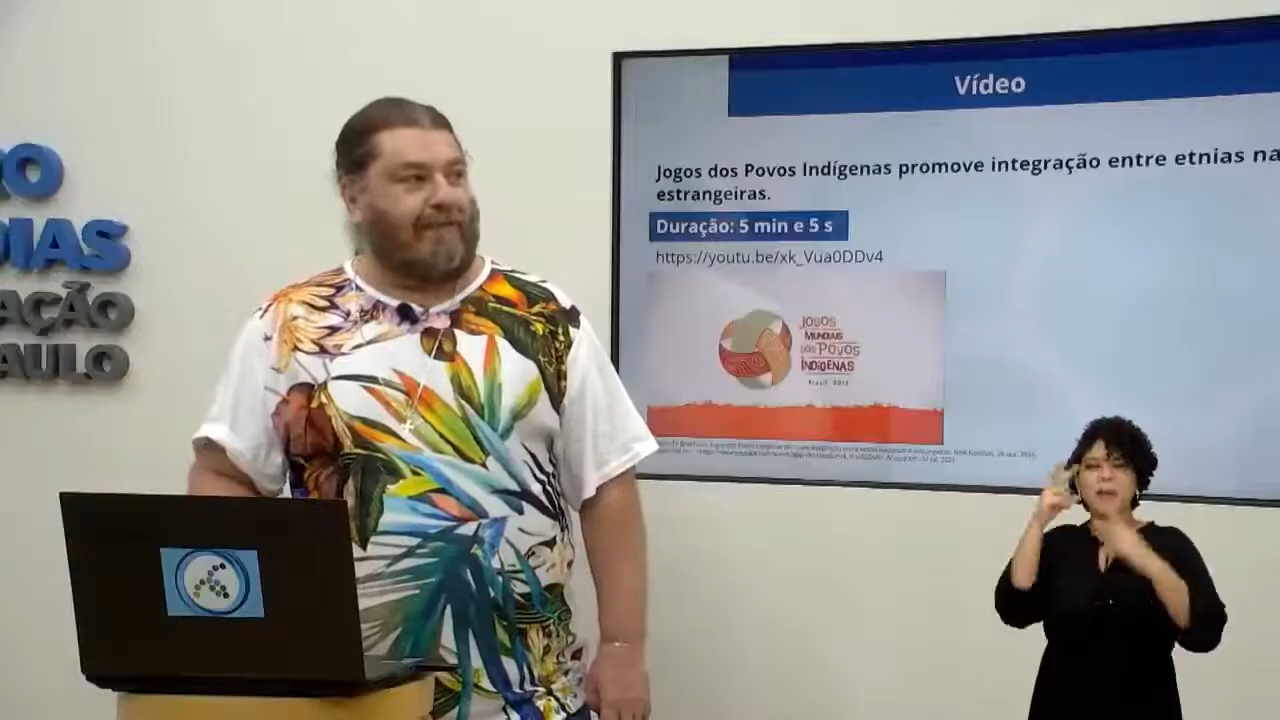 RO
DIAS
AÇÃO
AULO
Vídeo
Jogos dos Povos Indígenas promove integração entre etnias na
estrangeiras.
Duração: 5 min e 5 s
https://youtu.be/xk_Vua0DDv4
JOGOS
MUNDIAIS
DOS POVOS
INDÍGENAS